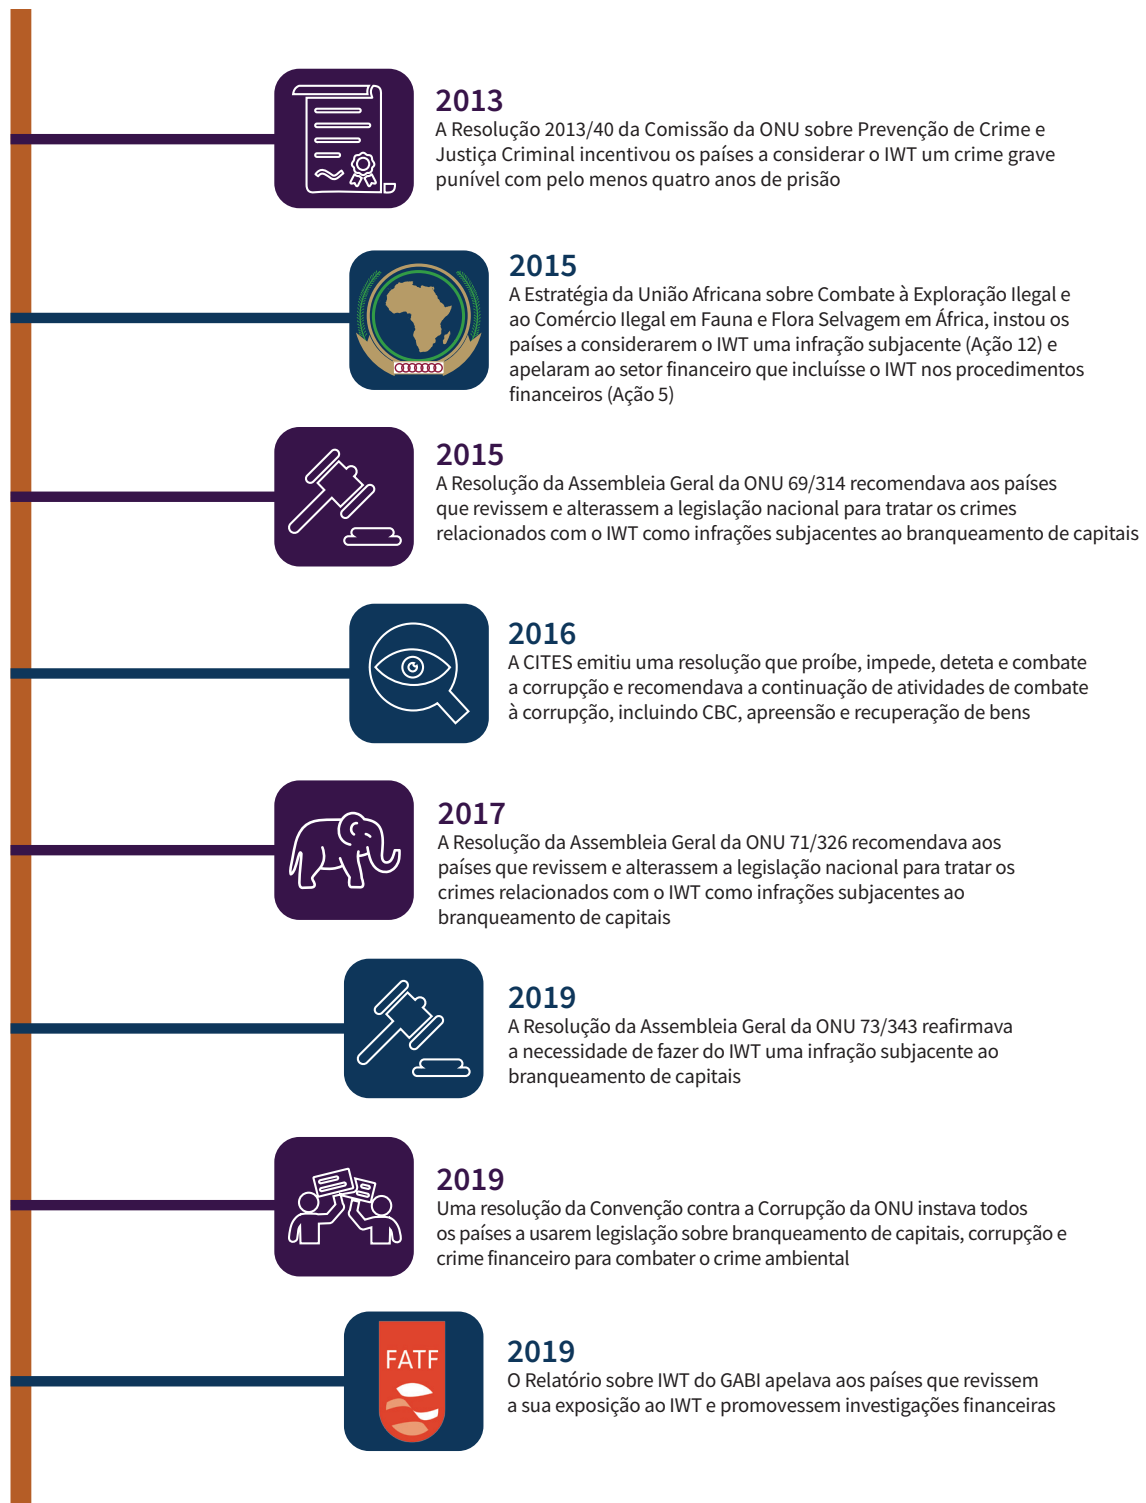 2013
A Resolução 2013/40 da Comissão da ONU sobre Prevenção de Crime e
Justiça Criminal incentivou os países a considerar o IWT um crime grave
punível com pelo menos quatro anos de prisão
2015
A Estratégia da União Africana sobre Combate à Exploração Ilegal e
ao Comércio Ilegal em Fauna e Flora Selvagem em África, instou os
países a considerarem o IWT uma infração subjacente (Ação 12) e
apelaram ao setor financeiro que incluísse o IWT nos procedimentos
financeiros (Ação 5)
2015
A Resolução da Assembleia Geral da ONU 69/314 recomendava aos países
que revissem e alterassem a legislação nacional para tratar os crimes
relacionados com o IWT como infrações subjacentes ao branqueamento de capitais
2016
A CITES emitiu uma resolução que proíbe, impede, deteta e combate
a corrupção e recomendava a continuação de atividades de combate
à corrupção, incluindo CBC, apreensão e recuperação de bens
2017
A Resolução da Assembleia Geral da ONU 71/326 recomendava aos
países que revissem e alterassem a legislação nacional para tratar os
crimes relacionados com o IWT como infrações subjacentes ao
branqueamento de capitais
2019
A Resolução da Assembleia Geral da ONU 73/343 reafirmava
a necessidade de fazer do IWT uma infração subjacente ao
branqueamento de capitais
2019
Uma resolução da Convenção contra a Corrupção da ONU instava todos
os países a usarem legislação sobre branqueamento de capitais, corrupção e
crime financeiro para combater o crime ambiental
FATF
2019
O Relatório sobre IWT do GABI apelava aos países que revissem
a sua exposição ao IWT e promovessem investigações financeiras